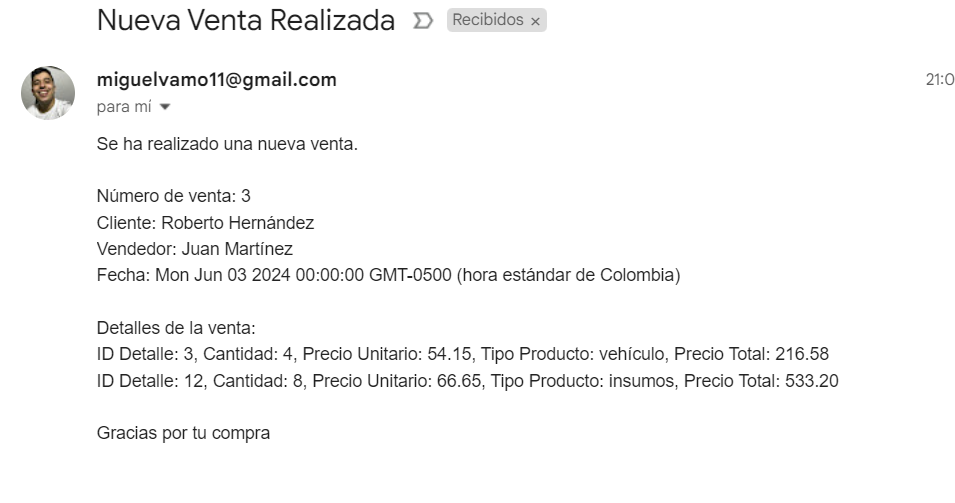 Nueva Venta Realizada Recibidos ×
miguelvamo11@gmail.com 21:0
para mí
Se ha realizado una nueva venta.
Número de venta: 3
Cliente: Roberto Hernández
Vendedor: Juan Martínez
Fecha: Mon Jun 03 2024 00:00:00 GMT-0500 (hora estándar de Colombia)
Detalles de la venta:
ID Detalle: 3, Cantidad: 4, Precio Unitario: 54.15, Tipo Producto: vehículo, Precio Total: 216.58
ID Detalle: 12, Cantidad: 8, Precio Unitario: 66.65, Tipo Producto: insumos, Precio Total: 533.20
Gracias por tu compra